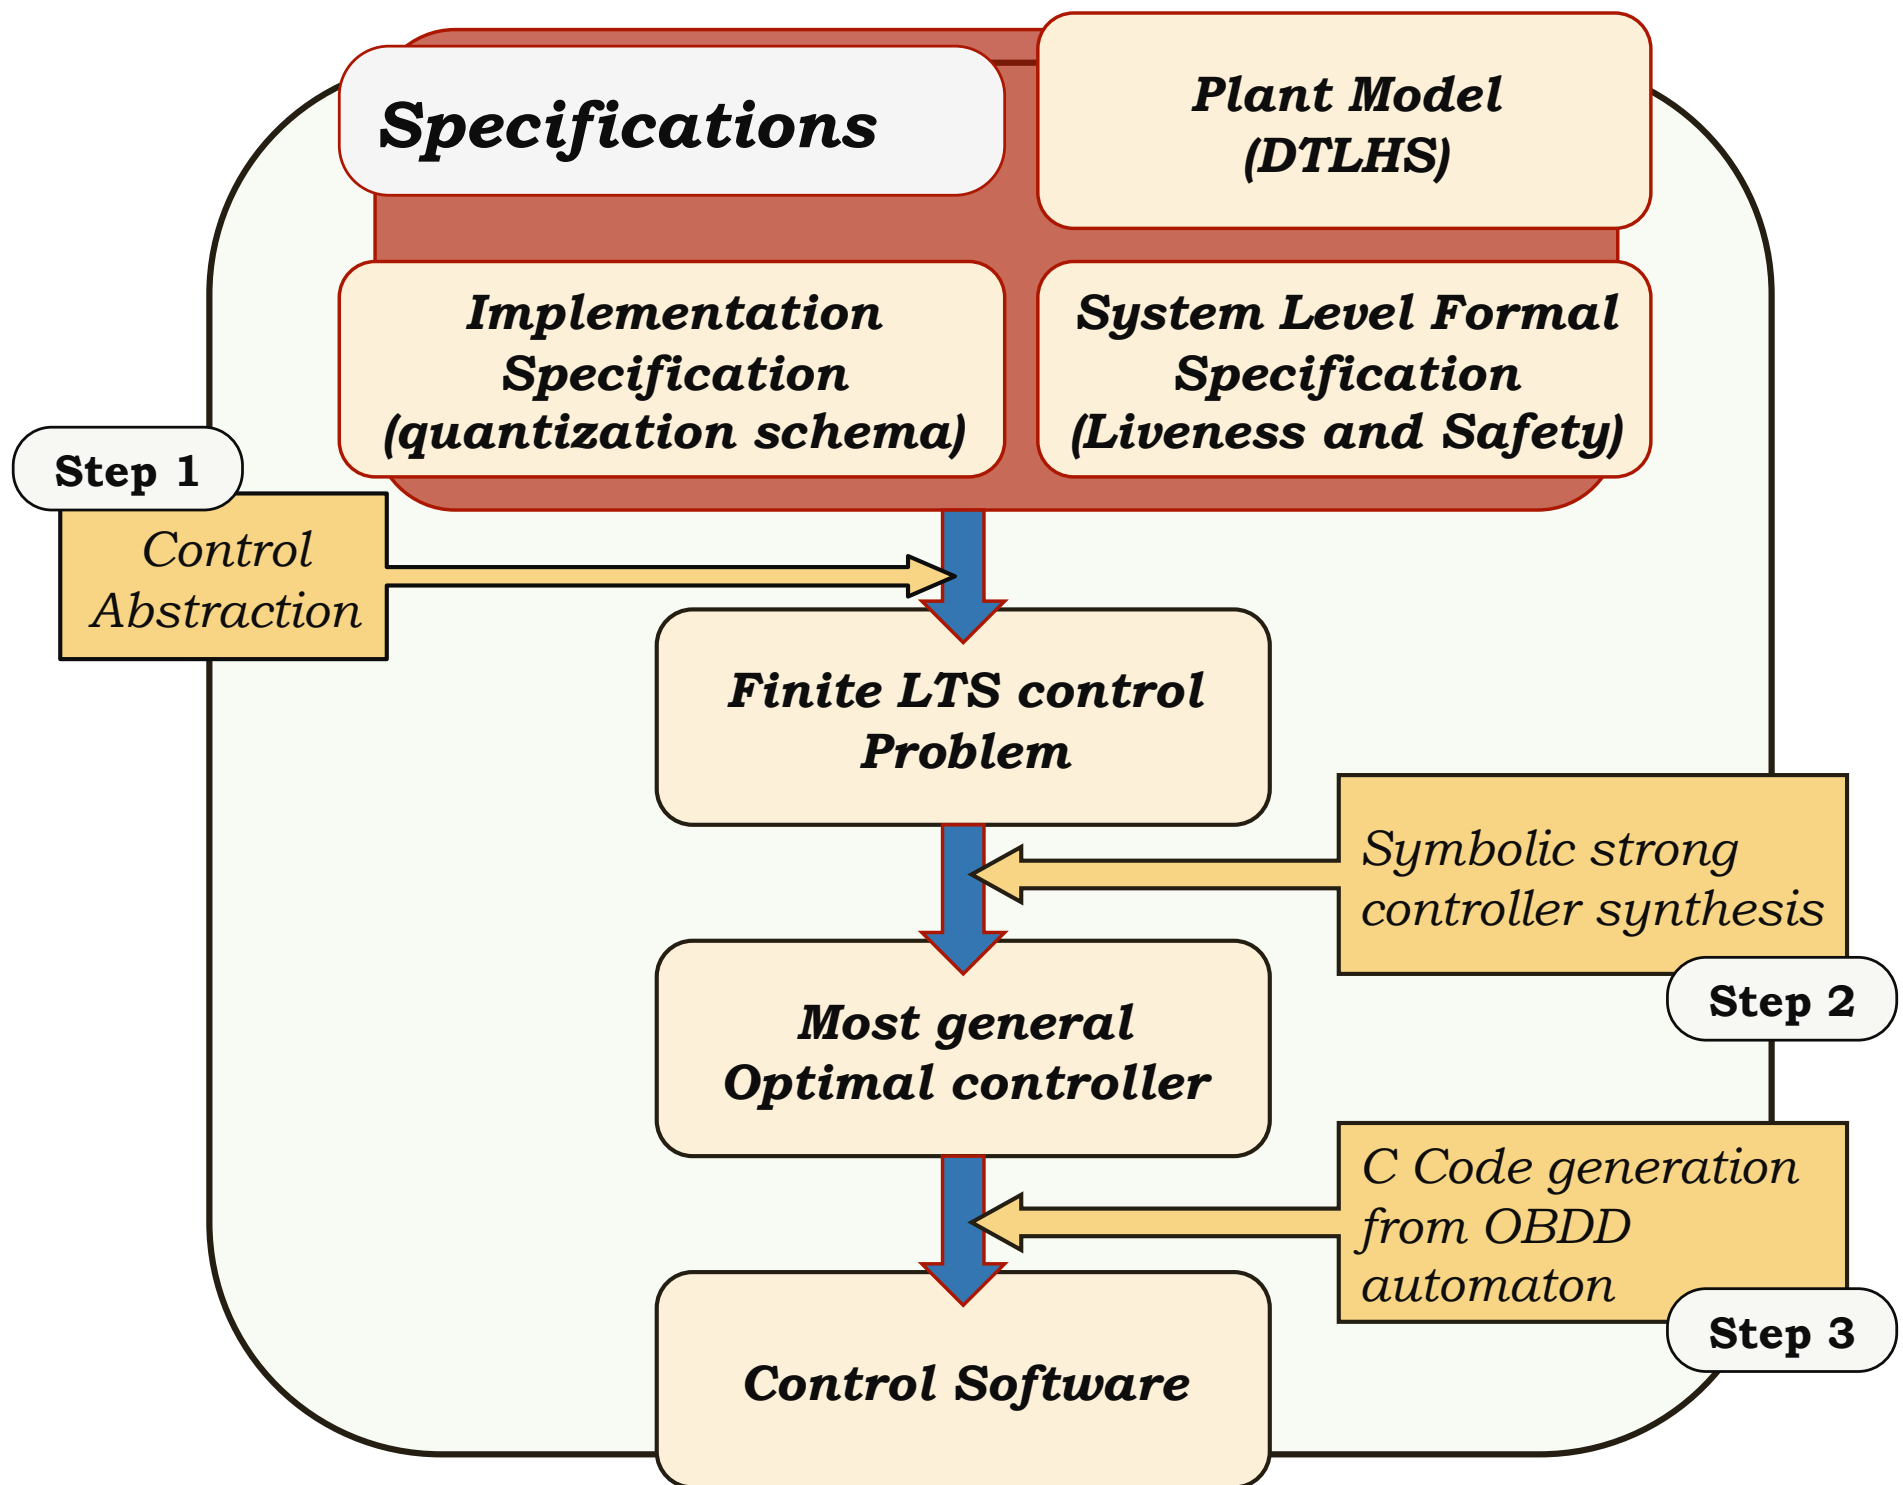 Specifications
Plant Model
(DTLHS)
Implementation
Specification
(quantization schema)
System Level Formal
Specification
(Liveness and Safety)
Step 1
Control
Abstraction
Finite LTS control
Problem
Symbolic strong
controller synthesis
Step 2
Most general
Optimal controller
C Code generation
from OBDD
automaton
Step 3
Control Software